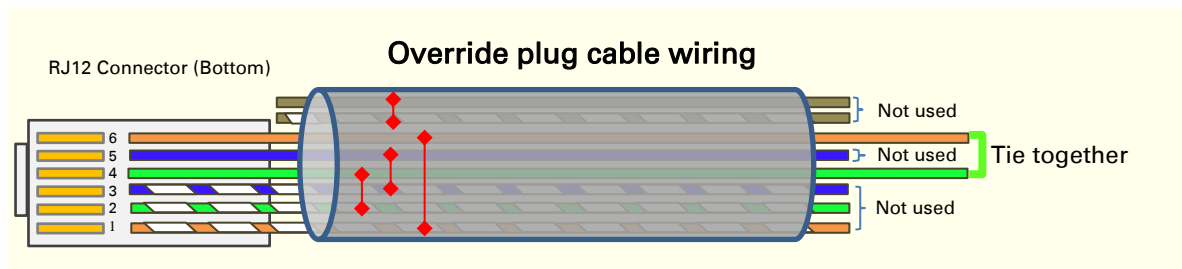 Override plug cable wiring
RJ12 Connector (Bottom)
Not used
6
5
Not used
Tie together
4
3
2
Not used
1